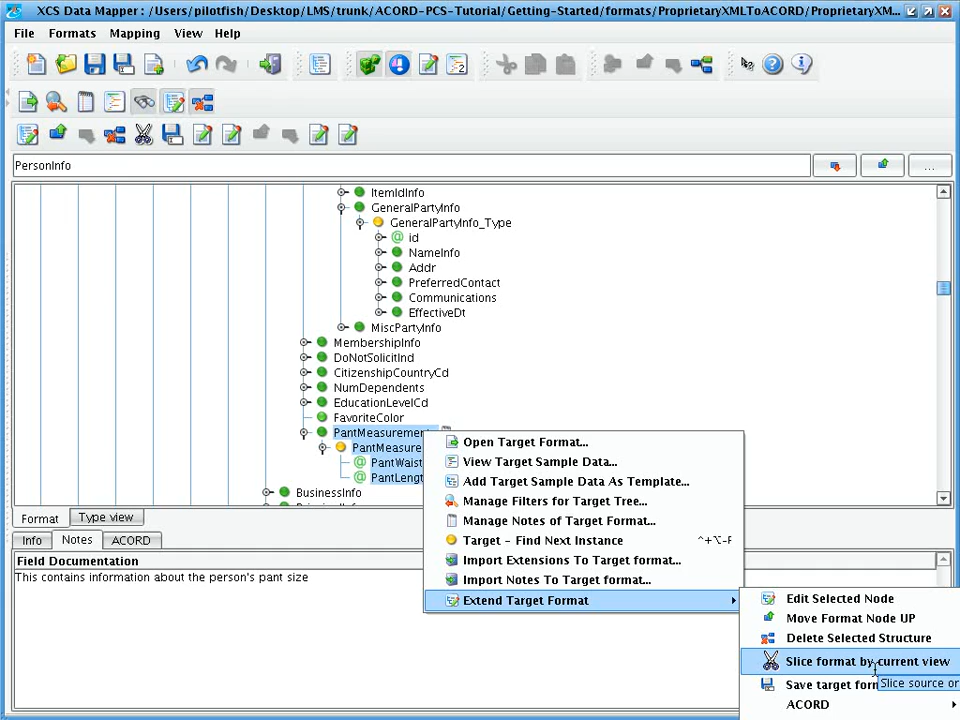 XCS Data Mapper : /Users/pilotfish/Desktop/LMS/trunk/ACORD-PCS-Tutorial/Getting-Started/formats/ProprietaryXMLToACORD/ProprietaryXM...
File Formats Mapping View Help
PersonInfo
...
ItemIdInfo
GeneralPartyInfo
GeneralPartyInfo_Type
@ id
NameInfo
Addr
PreferredContact
Communications
EffectiveDt
MiscPartyInfo
MembershipInfo
DoNotSolicitInd
CitizenshipCountryCd
NumDependents
EducationLevelCd
FavoriteColor
PantMeasurement
PantMeasure
@ PantWaist
@ PantLengt
BusinessInfo
Format Type view
Info Notes ACORD
Field Documentation
This contains information about the person's pant size
Open Target Format...
View Target Sample Data...
Add Target Sample Data As Template...
Manage Filters for Target Tree...
Manage Notes of Target Format...
Target - Find Next Instance ^+⌥-F
Import Extensions To Target format...
Import Notes To Target format...
Extend Target Format
Edit Selected Node
Move Format Node UP
Delete Selected Structure
Slice format by current view
Save target form
Slice source or
ACORD